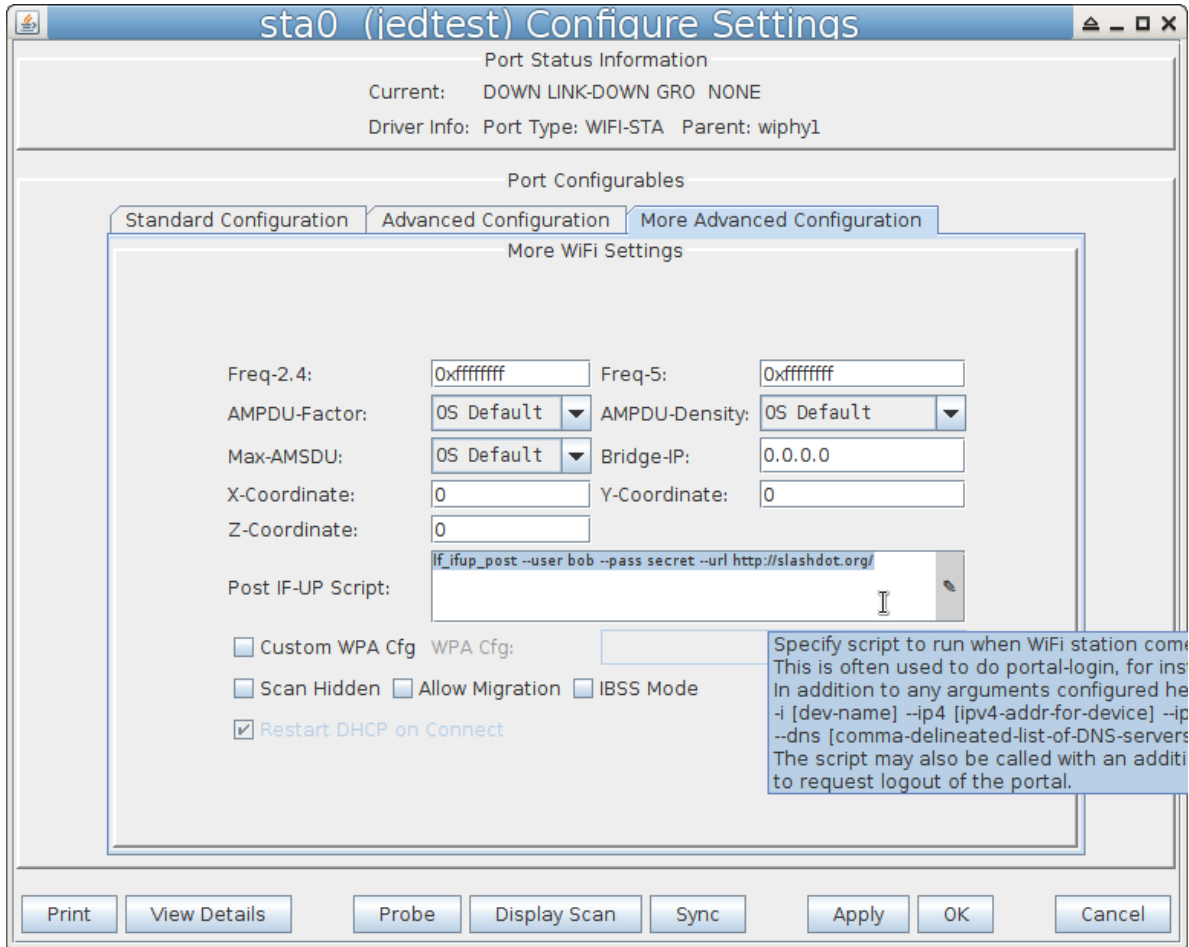 sta0 (jedtest) Configure Settings
Port Status Information
Current: DOWN LINK-DOWN GRO NONE
Driver Info: Port Type: WIFI-STA Parent: wiphy1
Port Configurables
Standard Configuration Advanced Configuration More Advanced Configuration
More WiFi Settings
Freq-2.4: 0xffffffff Freq-5: 0xffffffff
AMPDU-Factor: OS Default AMPDU-Density: OS Default
Max-AMSDU: OS Default Bridge-IP: 0.0.0.0
X-Coordinate: 0 Y-Coordinate: 0
Z-Coordinate: 0
Post IF-UP Script: lf_ifup_post --user bob --pass secret --url http://slashdot.org/
Custom WPA Cfg WPA Cfg:
Scan Hidden Allow Migration IBSS Mode
Restart DHCP on Connect
Specify script to run when WiFi station come
This is often used to do portal-login, for ins
In addition to any arguments configured he
-i [dev-name] --ip4 [ipv4-addr-for-device] --ip
--dns [comma-delineated-list-of-DNS-servers
The script may also be called with an additi
to request logout of the portal.
Print View Details Probe Display Scan Sync Apply OK Cancel